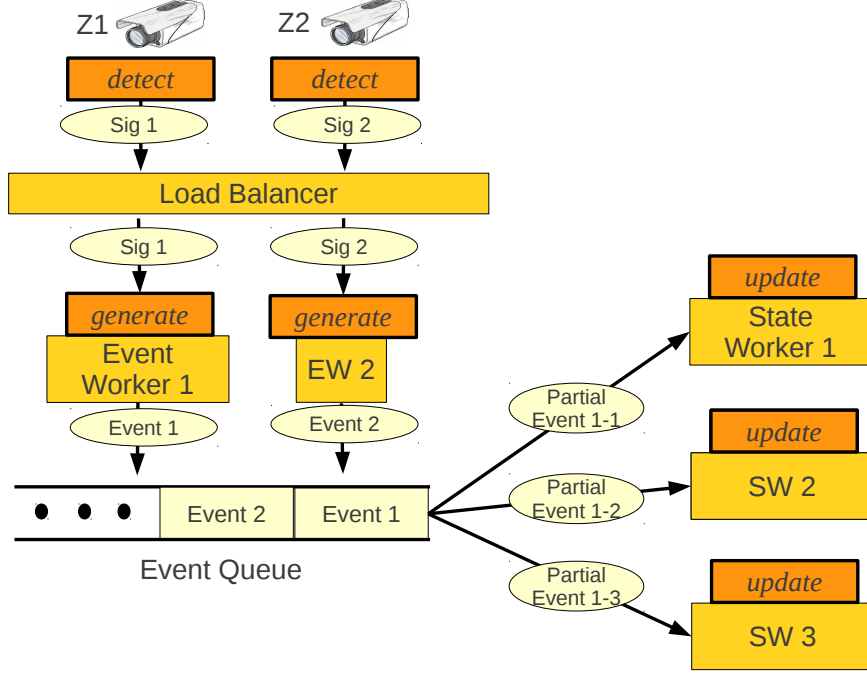 Z1
Z2
detect
detect
Sig 1
Sig 2
Load Balancer
Sig 1
Sig 2
generate
generate
Event
Worker 1
EW 2
Event 1
Event 2
Event 2
Event 1
Event Queue
Partial
Event 1-1
Partial
Event 1-2
Partial
Event 1-3
update
State
Worker 1
update
SW 2
update
SW 3